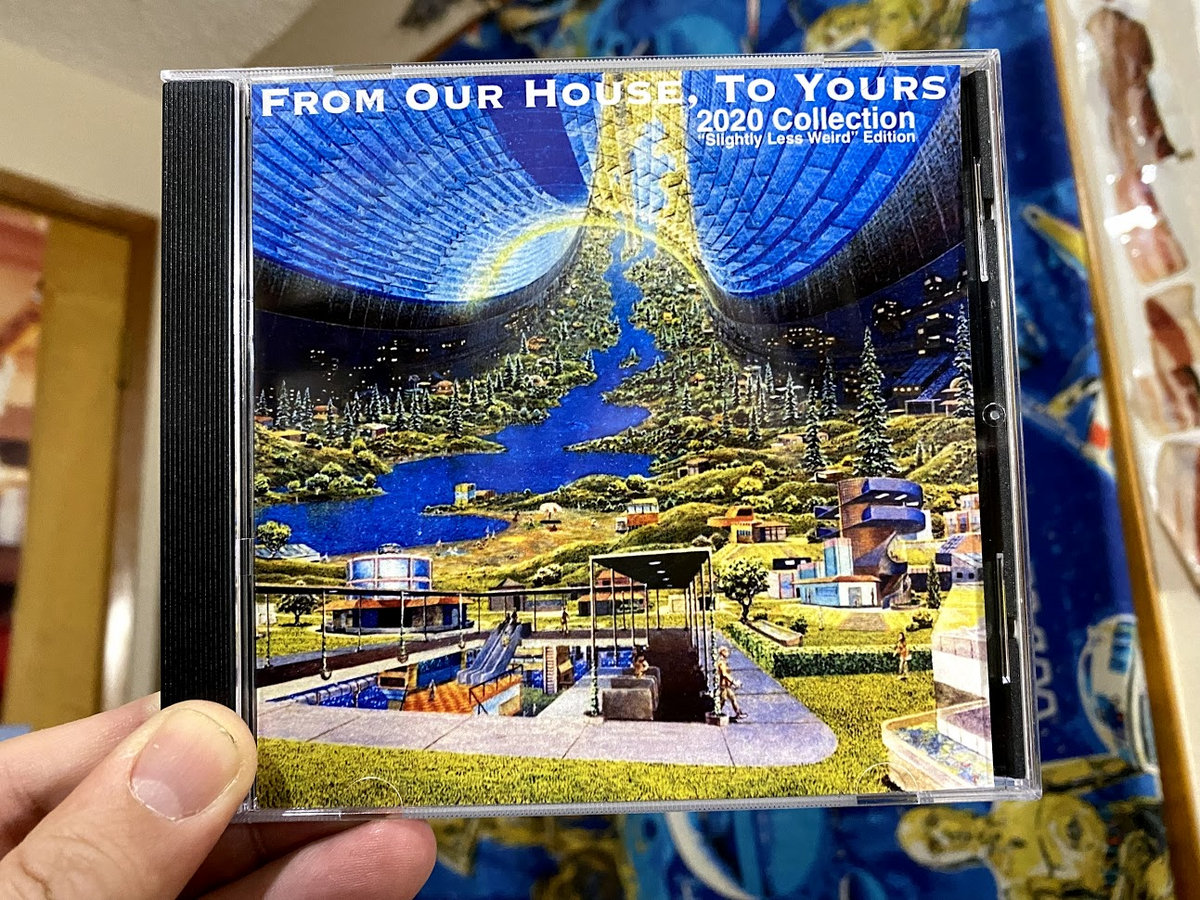 From Our House, To Yours
2020 Collection
"Slightly Less Weird" Edition